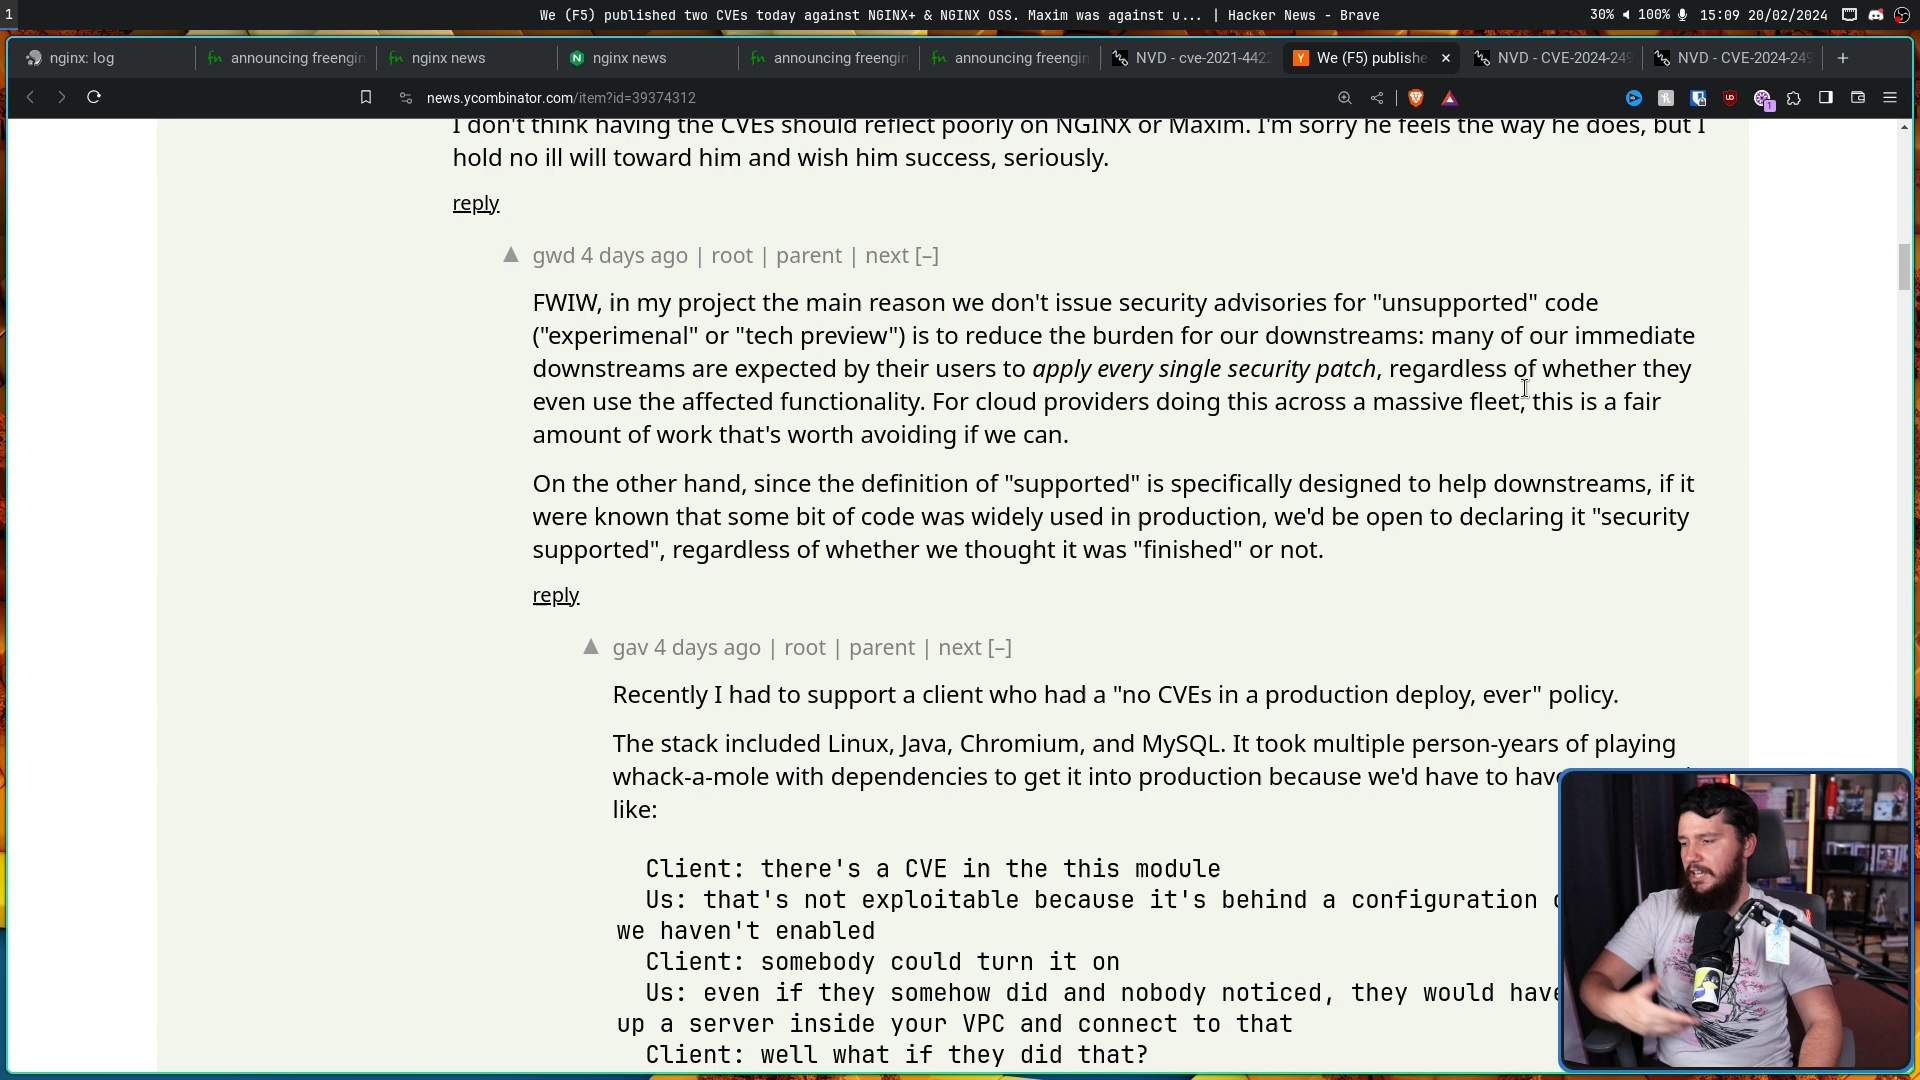 1
We (F5) published two CVEs today against NGINX+ & NGINX OSS. Maxim was against u... | Hacker News - Brave
30% 100% 15:09 20/02/2024
nginx: log
announcing freengin
nginx news
nginx news
announcing freengin
announcing freengin
NVD - cve-2021-4422
We (F5) publishe
NVD - CVE-2024-249
NVD - CVE-2024-249
news.ycombinator.com/item?id=39374312
I don't think having the CVEs should reflect poorly on NGINX or Maxim. I'm sorry he feels the way he does, but I
hold no ill will toward him and wish him success, seriously.
reply
gwd 4 days ago | root | parent | next [–]
FWIW, in my project the main reason we don't issue security advisories for "unsupported" code
("experimenal" or "tech preview") is to reduce the burden for our downstreams: many of our immediate
downstreams are expected by their users to apply every single security patch, regardless of whether they
even use the affected functionality. For cloud providers doing this across a massive fleet, this is a fair
amount of work that's worth avoiding if we can.
On the other hand, since the definition of "supported" is specifically designed to help downstreams, if it
were known that some bit of code was widely used in production, we'd be open to declaring it "security
supported", regardless of whether we thought it was "finished" or not.
reply
gav 4 days ago | root | parent | next [–]
Recently I had to support a client who had a "no CVEs in a production deploy, ever" policy.
The stack included Linux, Java, Chromium, and MySQL. It took multiple person-years of playing
whack-a-mole with dependencies to get it into production because we'd have to have
like:
Client: there's a CVE in the this module
Us: that's not exploitable because it's behind a configuration
we haven't enabled
Client: somebody could turn it on
Us: even if they somehow did and nobody noticed, they would have
up a server inside your VPC and connect to that
Client: well what if they did that?